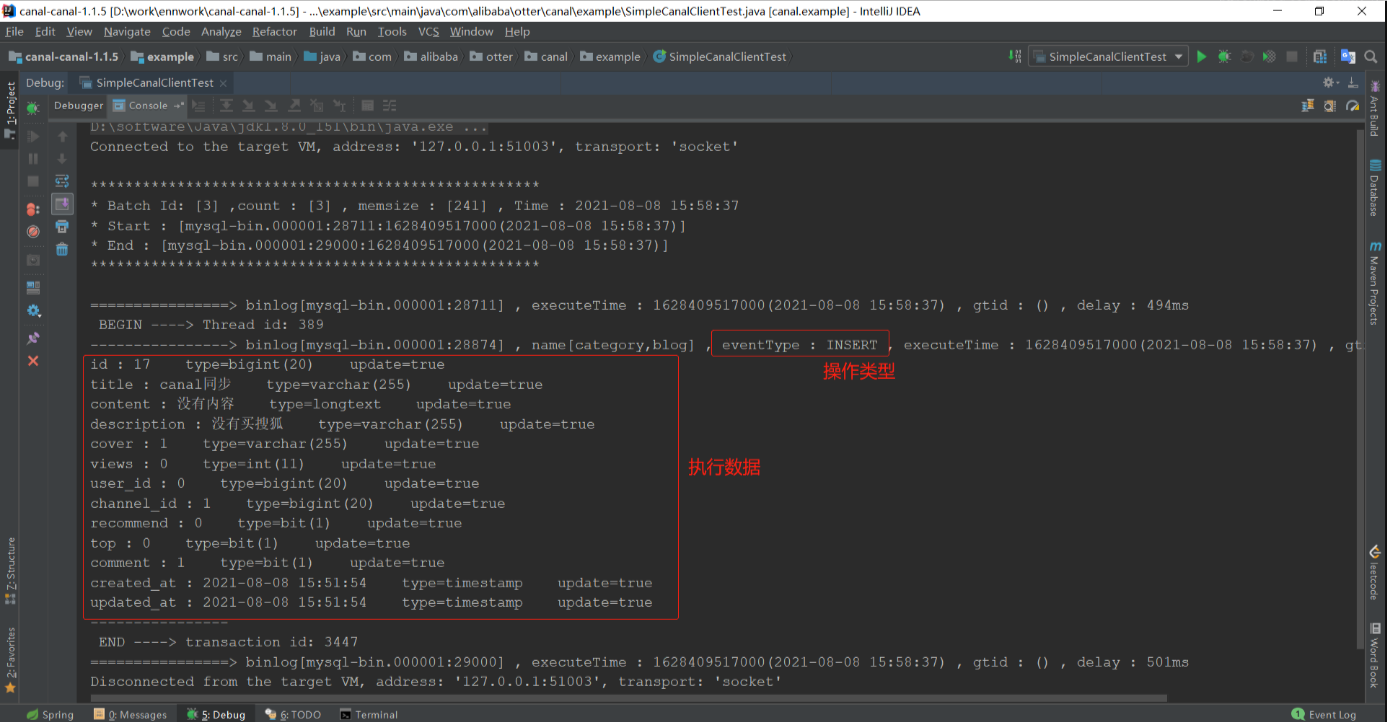 canal-canal-1.1.5 [D:\work\ennwork\canal-canal-1.1.5] - ...\example\src\main\java\com\alibaba\otter\canal\example\SimpleCanalClientTest.java [canal.example] - IntelliJ IDEA
File Edit View Navigate Code Analyze Refactor Build Run Tools VCS Window Help
canal-canal-1.1.5 example src main java com alibaba otter canal example SimpleCanalClientTest SimpleCanalClientTest
Debug: SimpleCanalClientTest
Debugger Console
D:\software\Java\jdk1.8.0_151\bin\java.exe ...
Connected to the target VM, address: '127.0.0.1:51003', transport: 'socket'
****************************************************
* Batch Id: [3] ,count : [3] , memsize : [241] , Time : 2021-08-08 15:58:37
* Start : [mysql-bin.000001:28711:1628409517000(2021-08-08 15:58:37)]
* End : [mysql-bin.000001:29000:1628409517000(2021-08-08 15:58:37)]
****************************************************
================> binlog[mysql-bin.000001:28711] , executeTime : 1628409517000(2021-08-08 15:58:37) , gtid : () , delay : 494ms
BEGIN ----> Thread id: 389
----------------> binlog[mysql-bin.000001:28874] , name[category,blog] , eventType : INSERT , executeTime : 1628409517000(2021-08-08 15:58:37) , gt
操作类型
id : 17    type=bigint(20)    update=true
title : canal同步    type=varchar(255)    update=true
content : 没有内容    type=longtext    update=true
description : 没有买搜狐    type=varchar(255)    update=true
cover : 1    type=varchar(255)    update=true
views : 0    type=int(11)    update=true
执行数据
user_id : 0    type=bigint(20)    update=true
channel_id : 1    type=bigint(20)    update=true
recommend : 0    type=bit(1)    update=true
top : 0    type=bit(1)    update=true
comment : 1    type=bit(1)    update=true
created_at : 2021-08-08 15:51:54    type=timestamp    update=true
updated_at : 2021-08-08 15:51:54    type=timestamp    update=true
----------------
END ----> transaction id: 3447
================> binlog[mysql-bin.000001:29000] , executeTime : 1628409517000(2021-08-08 15:58:37) , gtid : () , delay : 501ms
Disconnected from the target VM, address: '127.0.0.1:51003', transport: 'socket'
1: Project
Z: Structure
2: Favorites
Ant Build
Database
Maven Projects
leetcode
Word Book
Spring 0: Messages 5: Debug 6: TODO Terminal 1 Event Log